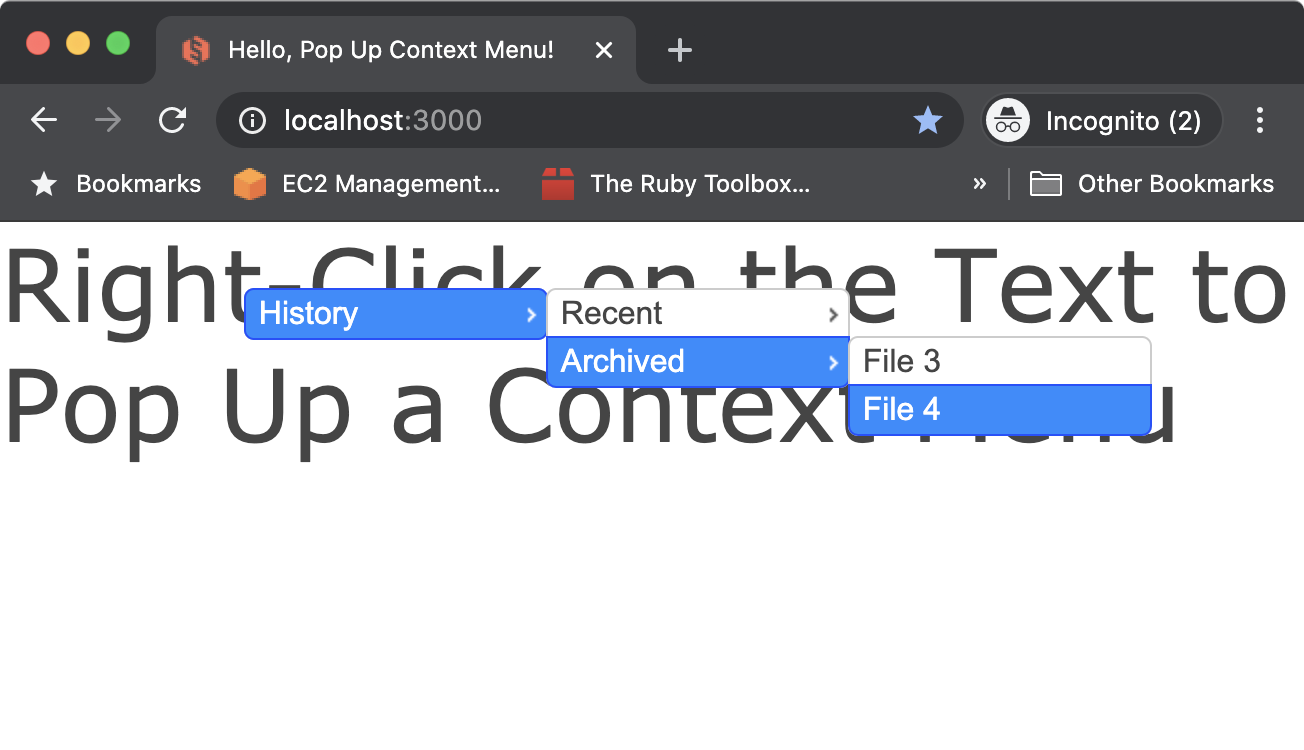 Hello, Pop Up Context Menu!
localhost:3000
Incognito (2)
Bookmarks
EC2 Management...
The Ruby Toolbox...
»
Other Bookmarks
Right-Click on the Text to
Pop Up a Context Menu
History
Recent
Archived
File 3
File 4